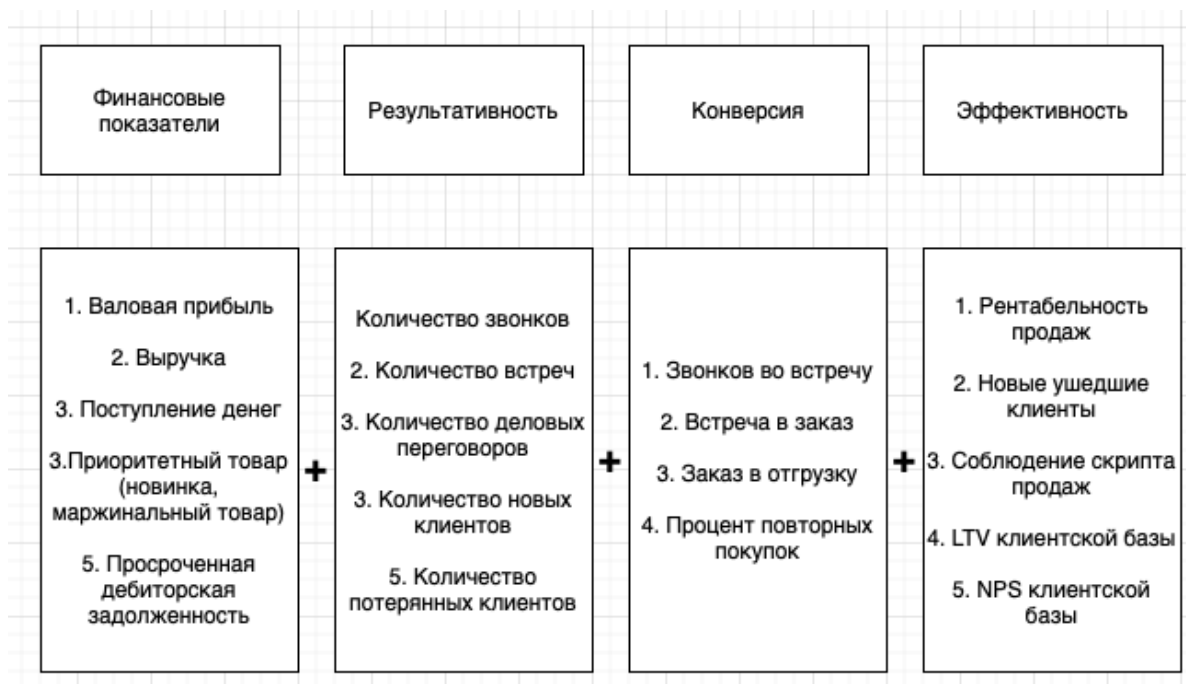 Финансовые
показатели
Результативность
Конверсия
Эффективность
1. Валовая прибыль
2. Выручка
3. Поступление денег
3.Приоритетный товар
(новинка,
маржинальный товар)
5. Просроченная
дебиторская
задолженность
+
Количество звонков
2. Количество встреч
3. Количество деловых
переговоров
3. Количество новых
клиентов
5. Количество
потерянных клиентов
+
1. Звонков во встречу
2. Встреча в заказ
3. Заказ в отгрузку
4. Процент повторных
покупок
+
1. Рентабельность
продаж
2. Новые ушедшие
клиенты
3. Соблюдение скрипта
продаж
4. LTV клиентской базы
5. NPS клиентской
базы